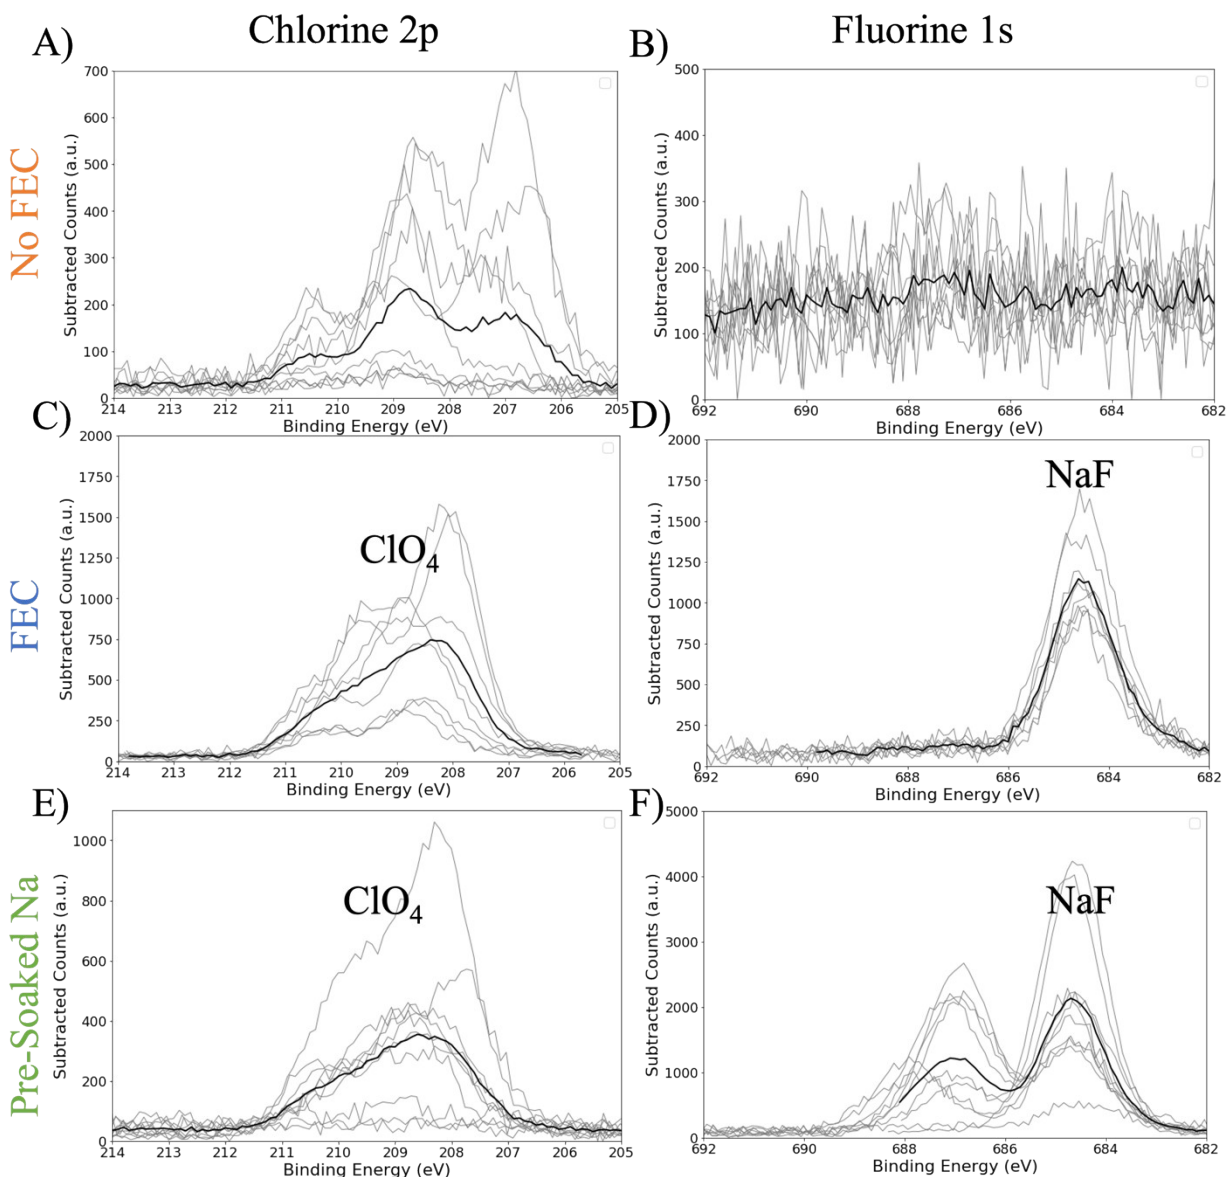 Chlorine 2p
Fluorine 1s
No FEC
A)
Subtracted Counts (a.u.)
700
600
500
400
300
200
100
0
214 213 212 211 210 209 208 207 206 205
Binding Energy (eV)
B)
Subtracted Counts (a.u.)
500
400
300
200
100
0
692 690 688 686 684 682
Binding Energy (eV)
FEC
C)
Subtracted Counts (a.u.)
2000
1750
1500
1250
1000
750
500
250
0
ClO4
214 213 212 211 210 209 208 207 206 205
Binding Energy (eV)
D)
Subtracted Counts (a.u.)
2000
1750
1500
1250
1000
750
500
250
0
NaF
692 690 688 686 684 682
Binding Energy (eV)
Pre-Soaked Na
E)
Subtracted Counts (a.u.)
1000
800
600
400
200
0
ClO4
214 213 212 211 210 209 208 207 206 205
Binding Energy (eV)
F)
Subtracted Counts (a.u.)
5000
4000
3000
2000
1000
0
NaF
692 690 688 686 684 682
Binding Energy (eV)